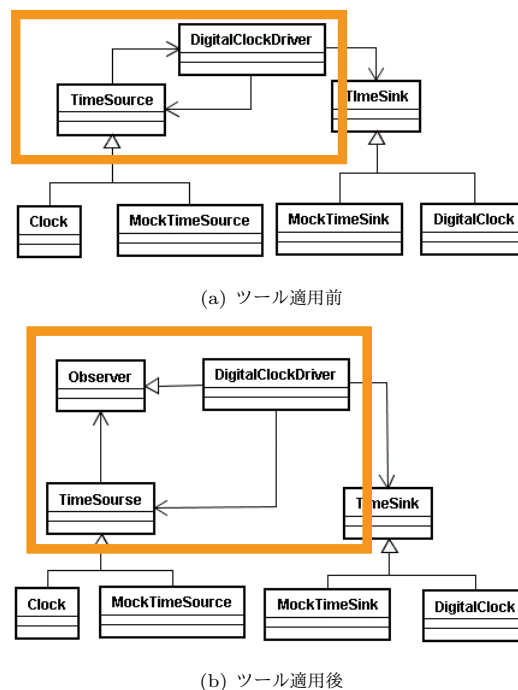 DigitalClockDriver
TimeSource
TImeSink
Clock
MockTimeSource
MockTimeSink
DigitalClock
(a) ツール適用前
Observer
DigitalClockDriver
TimeSourse
TimeSink
Clock
MockTimeSource
MockTimeSink
DigitalClock
(b) ツール適用後